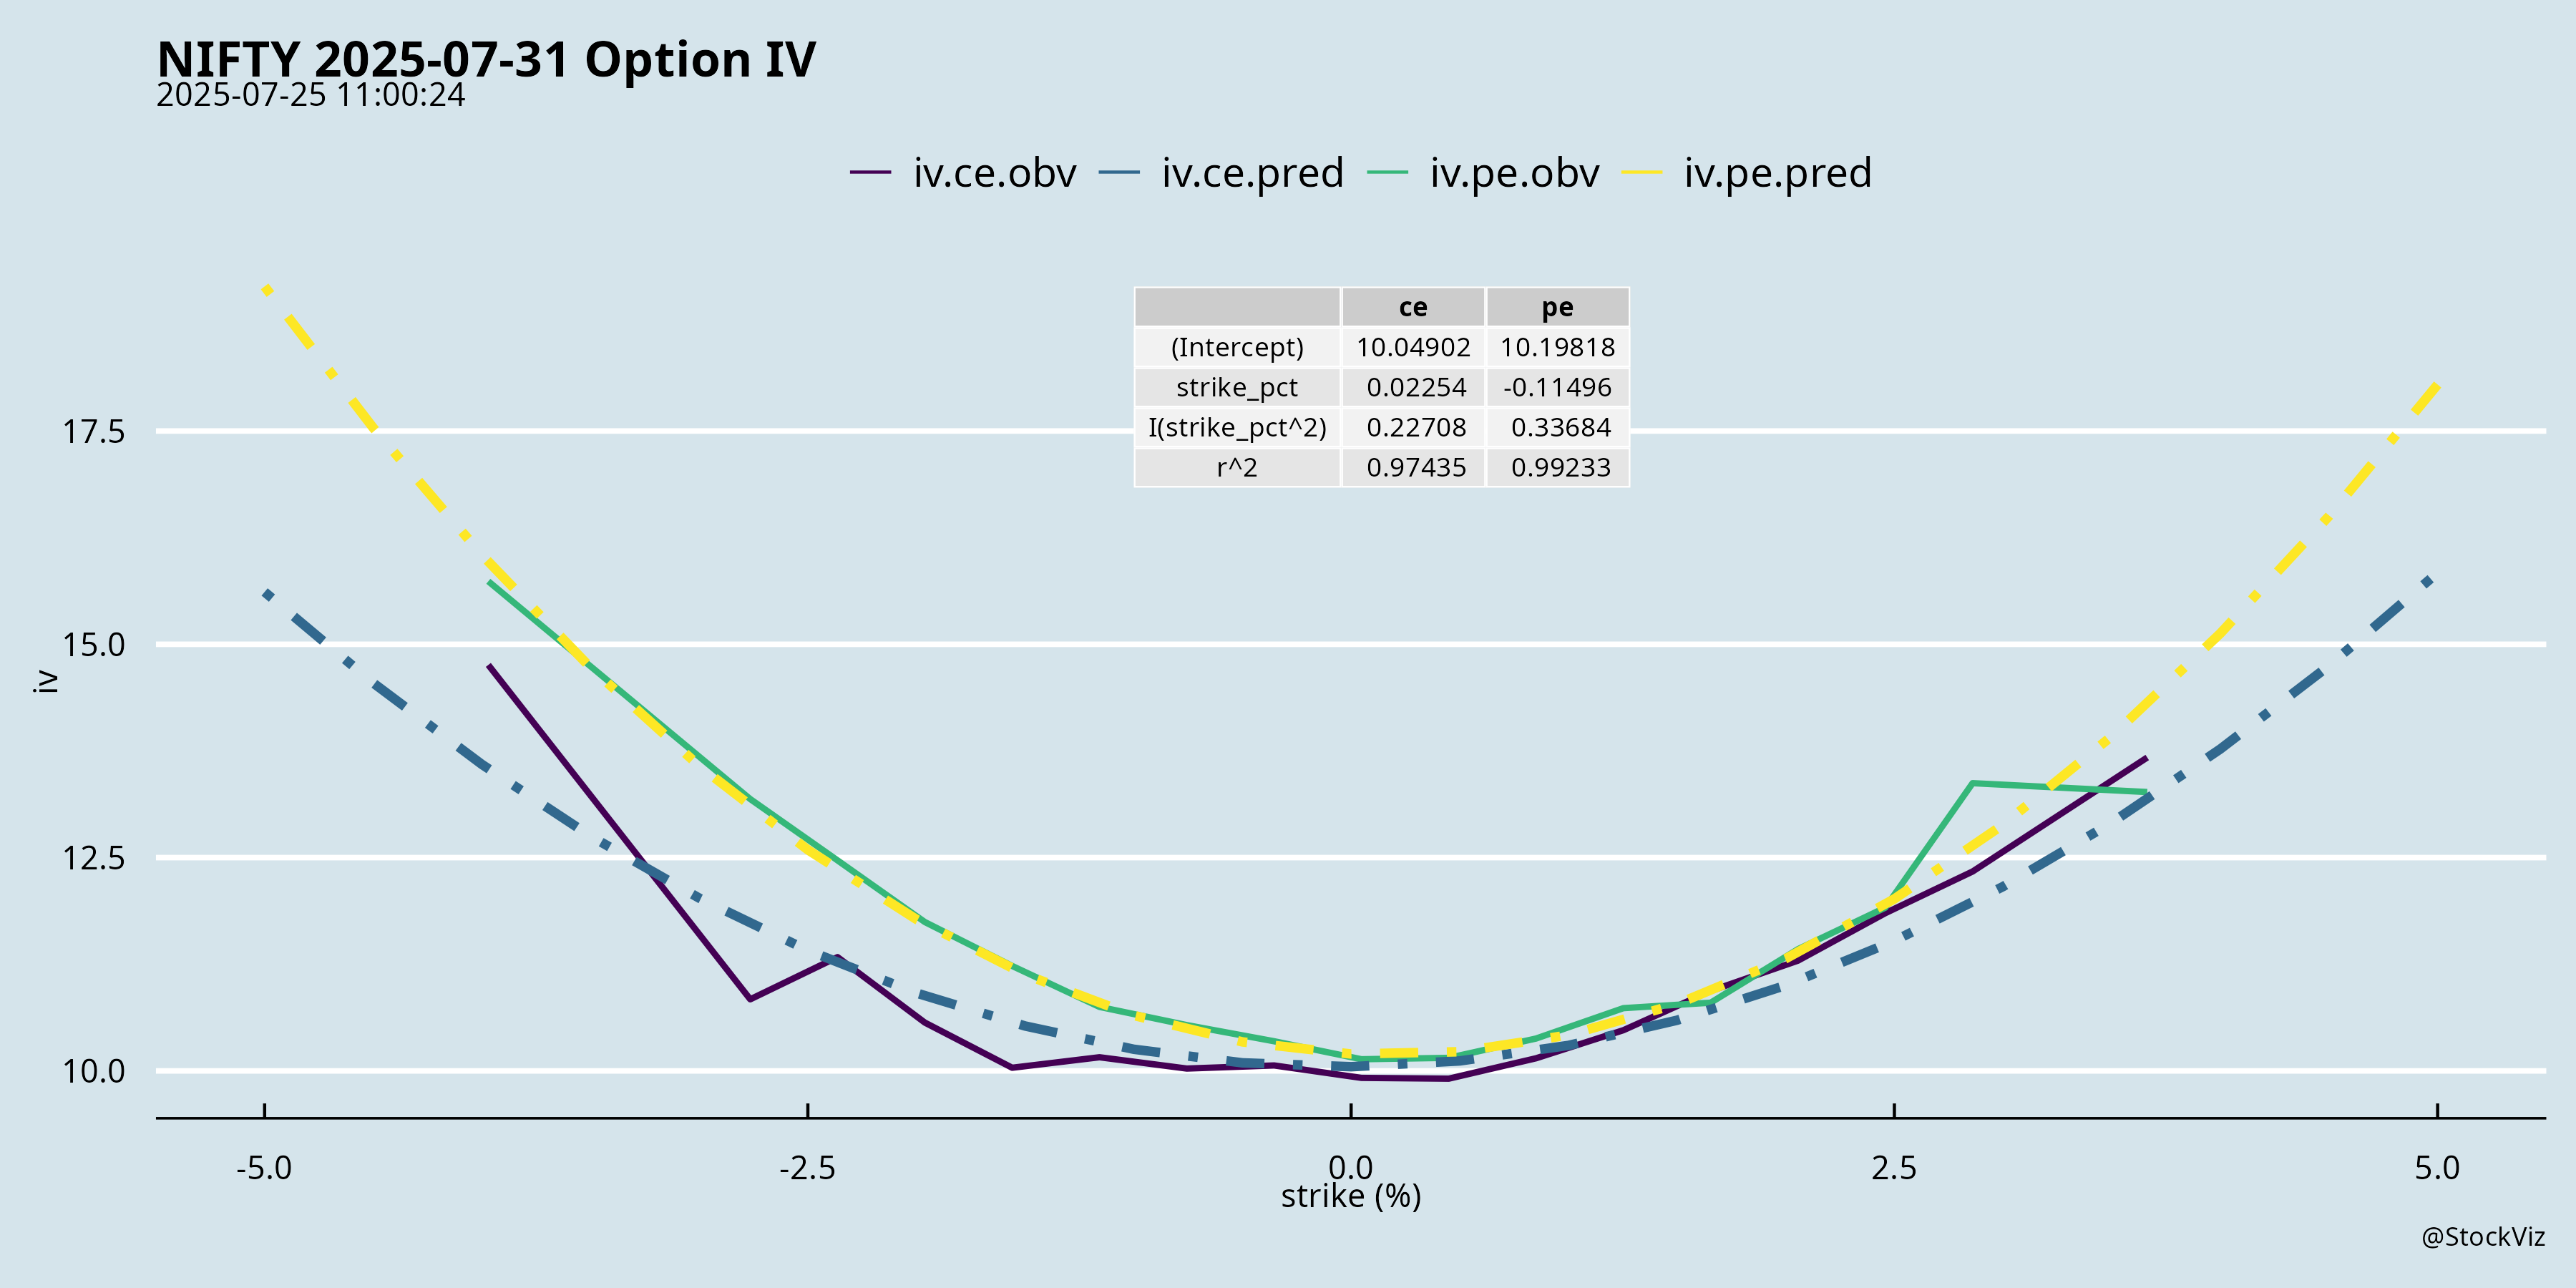 NIFTY 2025-07-31 Option IV
2025-07-25 11:00:24
iv.ce.obv iv.ce.pred iv.pe.obv iv.pe.pred
ce pe
(Intercept) 10.04902 10.19818
strike_pct 0.02254 -0.11496
I(strike_pct^2) 0.22708 0.33684
r^2 0.97435 0.99233
17.5
15.0
12.5
10.0
iv
-5.0 -2.5 0.0 2.5 5.0
strike (%)
@StockViz